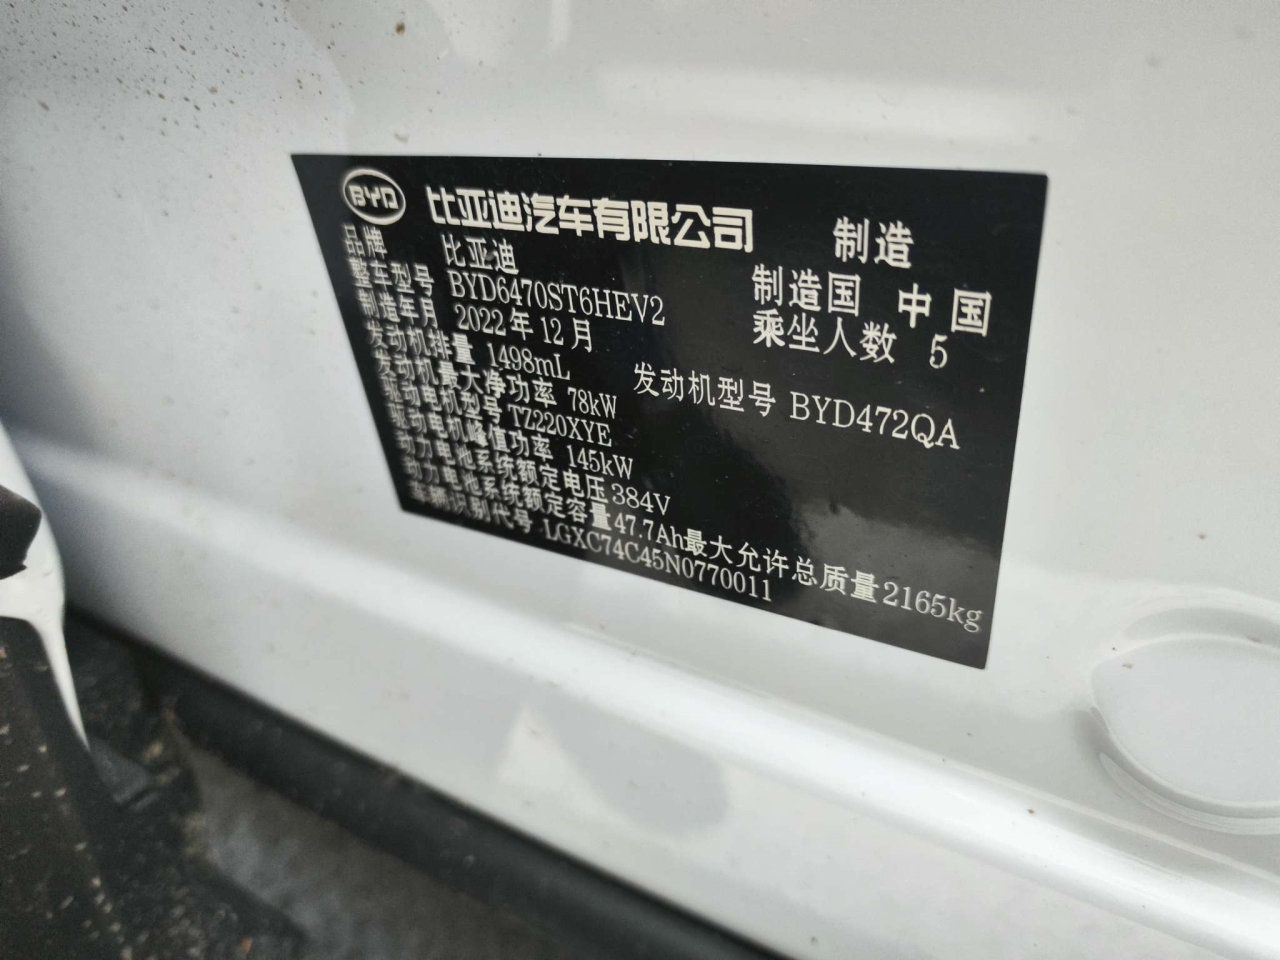 BYD 比亚迪汽车有限公司 制造
品牌 比亚迪 制造国 中国
整车型号 BYD6470ST6HEV2 乘坐人数 5
制造年月 2022年12月
发动机排量 1498mL 发动机型号 BYD472QA
发动机最大净功率 78kW
驱动电机型号 TZ220XYE
驱动电机峰值功率 145kW
动力电池系统额定电压 384V
动力电池系统额定容量 47.7Ah 最大允许总质量 2165kg
车辆识别代号 LGXC74C45N0770011